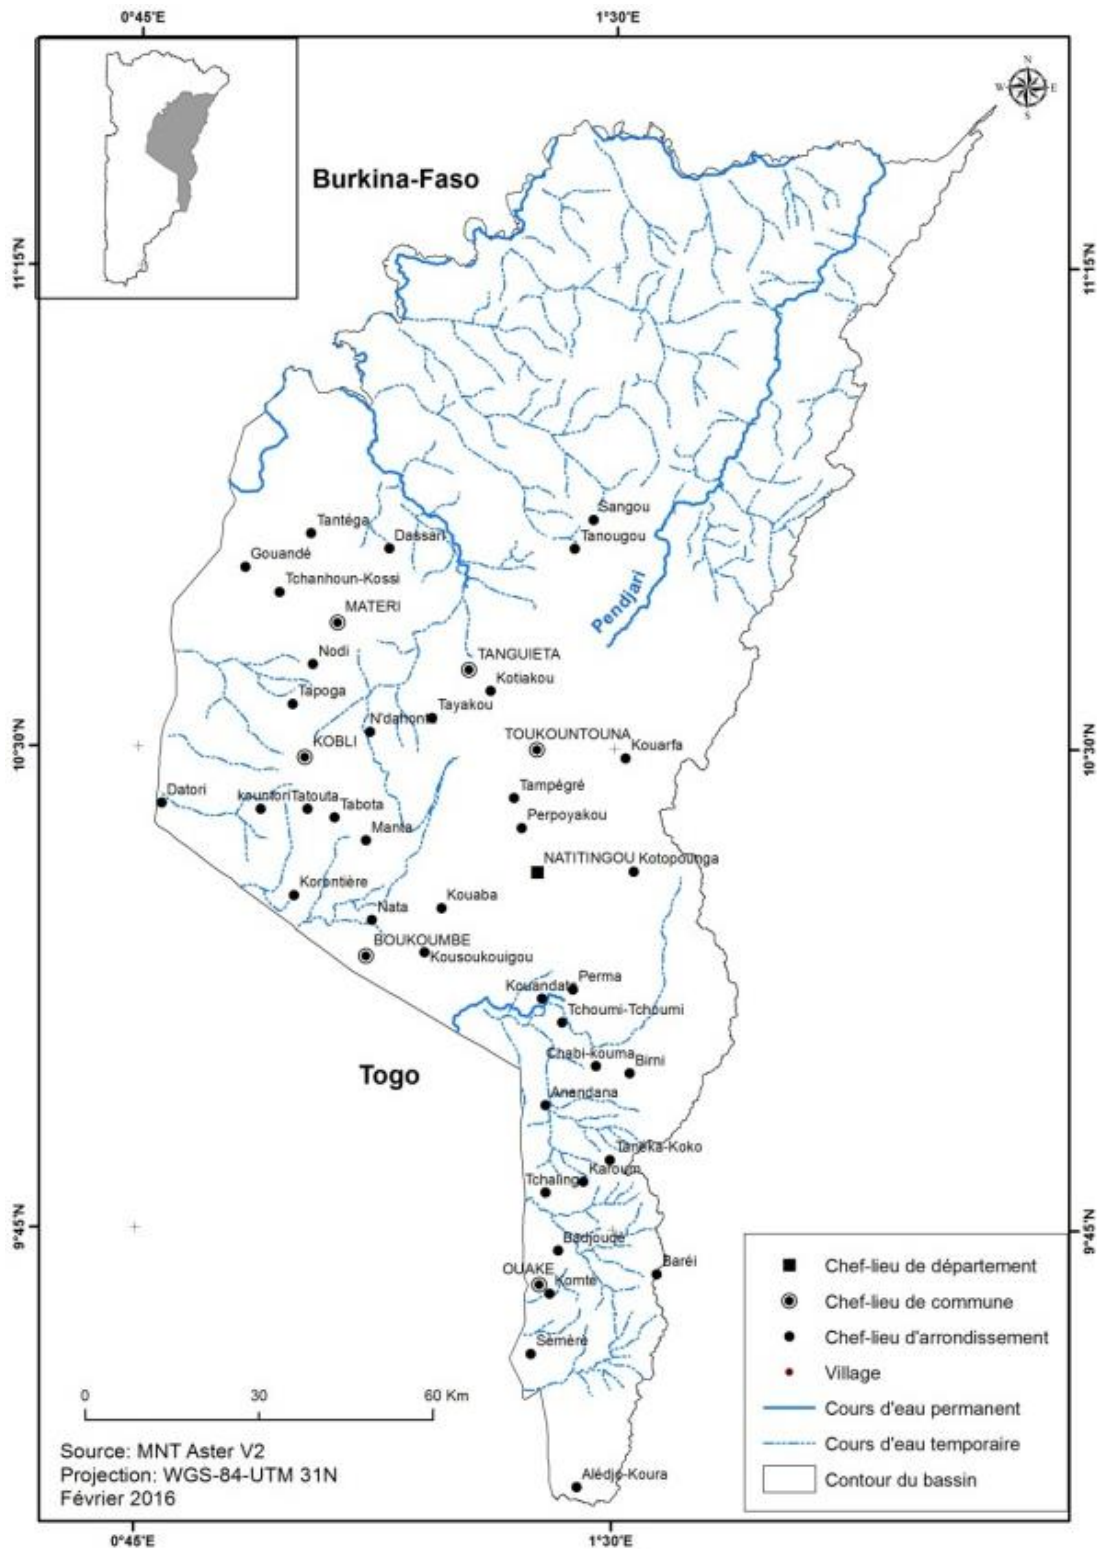 0°45'E
1°30'E
N
W
E
S
Burkina-Faso
11°15'N
11°15'N
Sangou
Tantéga
Dassari
Tanougou
Gouandé
Tchanhoun-Kossi
Pendjari
MATERI
TANGUIETA
Nodi
Kotiakou
Tapoga
Tayakou
N'dahonta
TOUKOUNTOUNA
KOBLI
Kouarfa
10°30'N
10°30'N
Datori
kountori
Tatouta
Tampégré
Tabota
Perpoyakou
Manta
NATITINGOU
Kotopounga
Korontière
Kouaba
Nata
BOUKOUMBE
Kousoukouigou
Perma
Kouandata
Tchoumi-Tchoumi
Chabi-kouma
Birni
Togo
Anandana
Tanéka-Koko
Karoum
Tchalinga
9°45'N
9°45'N
Badjoudè
OUAKE
Komtè
Baréi
Sèmèrè
Alédjo-Koura
Chef-lieu de département
Chef-lieu de commune
Chef-lieu d'arrondissement
Village
Cours d'eau permanent
Cours d'eau temporaire
Contour du bassin
0
30
60 Km
Source: MNT Aster V2
Projection: WGS-84-UTM 31N
Février 2016
0°45'E
1°30'E